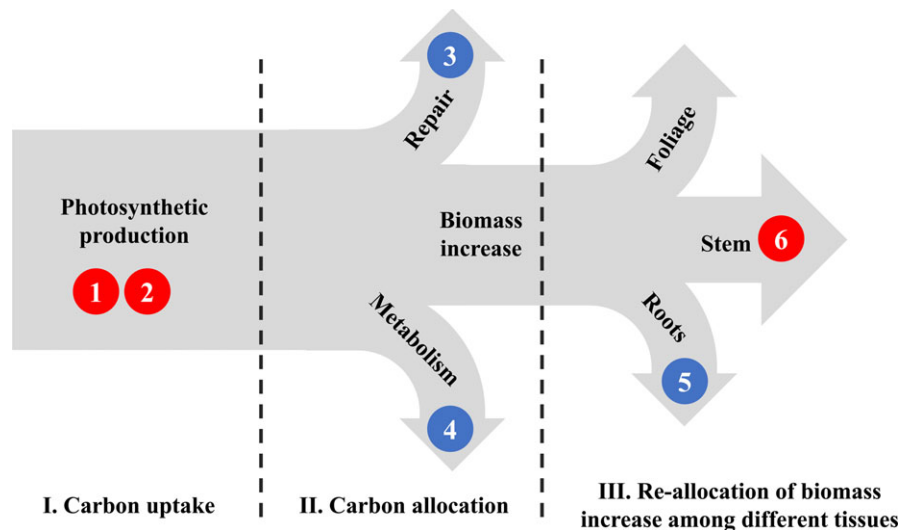 Photosynthetic
production
1 2
3
Repair
Metabolism
4
Biomass
increase
Foliage
Stem 6
Roots
5
I. Carbon uptake
II. Carbon allocation
III. Re-allocation of biomass
increase among different tissues